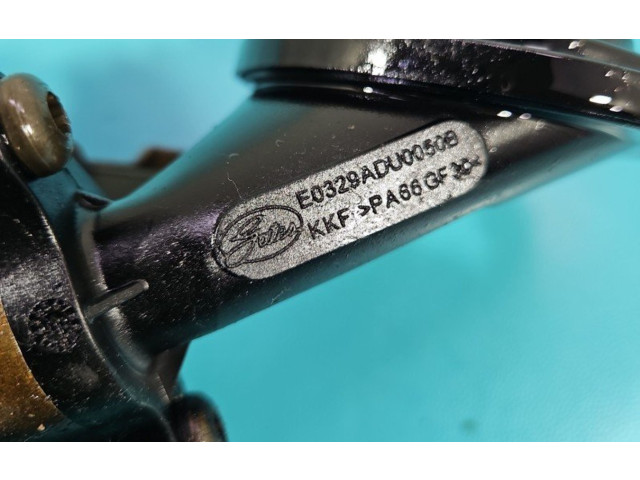 Gates
E0329ADU0050B
KKF >PA66 GF30<